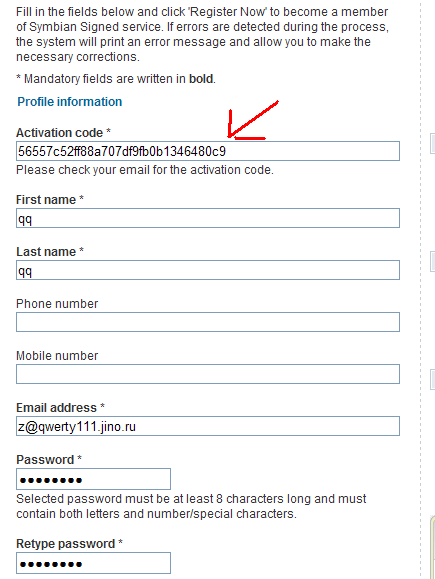 Fill in the fields below and click 'Register Now' to become a member
of Symbian Signed service. If errors are detected during the process,
the system will print an error message and allow you to make the
necessary corrections.
* Mandatory fields are written in bold.
Profile information
Activation code *
56557c52ff88a707df9fb0b1346480c9
Please check your email for the activation code.
First name *
qq
Last name *
qq
Phone number
Mobile number
Email address *
z@qwerty111.jino.ru
Password *
●●●●●●●●
Selected password must be at least 8 characters long and must
contain both letters and number/special characters.
Retype password *
●●●●●●●●